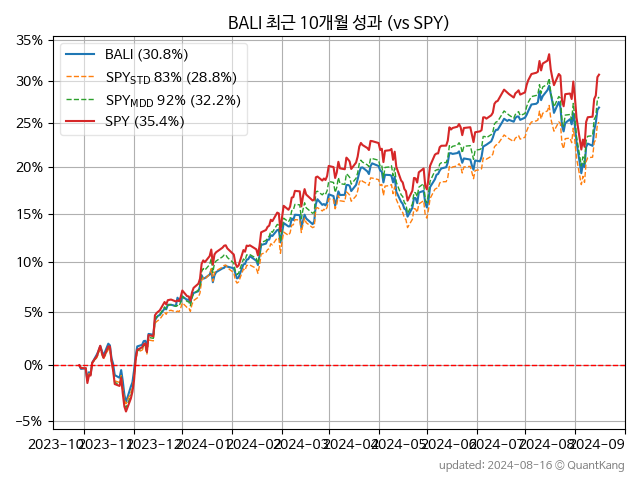 BALI 최근 10개월 성과 (vs SPY)
35%
30%
25%
20%
15%
10%
5%
0%
−5%
BALI (30.8%)
SPY_STD 83% (28.8%)
SPY_MDD 92% (32.2%)
SPY (35.4%)
2023−10 2023−11 2023−12 2024−01 2024−02 2024−03 2024−04 2024−05 2024−06 2024−07 2024−08 2024−09
updated: 2024-08-16 ⓒ QuantKang